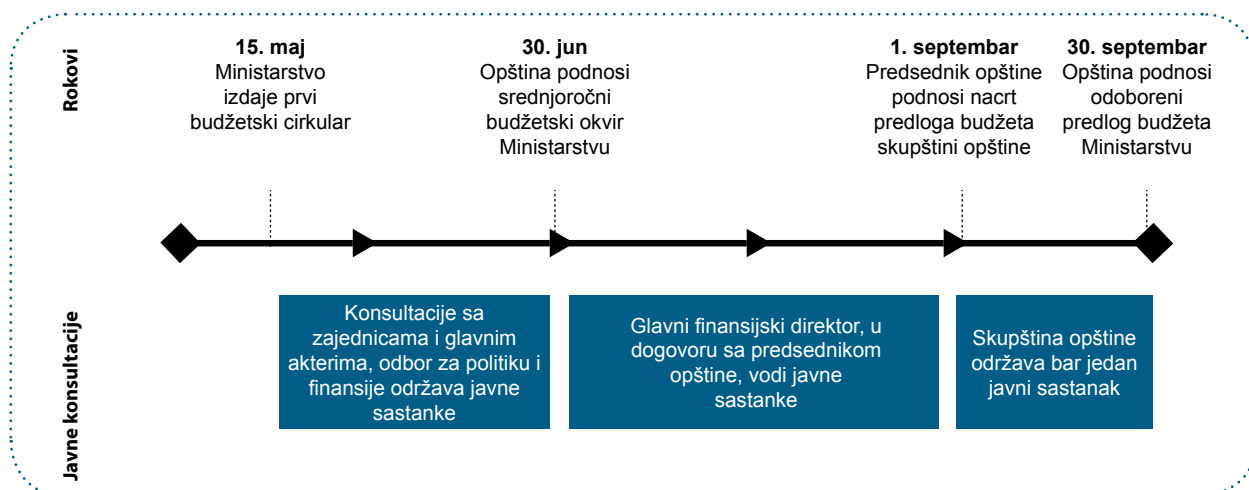 Rokovi
15. maj
Ministarstvo
izdaje prvi
budžetski cirkular
30. jun
Opština podnosi
srednjoročni
budžetski okvir
Ministarstvu
1. septembar
Predsednik opštine
podnosi nacrt
predloga budžeta
skupštini opštine
30. septembar
Opština podnosi
odoboreni
predlog budžeta
Ministarstvu
Javne konsultacije
Konsultacije sa
zajednicama i glavnim
akterima, odbor za politiku i
finansije održava javne
sastanke
Glavni finansijski direktor, u
dogovoru sa predsednikom
opštine, vodi javne
sastanke
Skupština opštine
održava bar jedan
javni sastanak